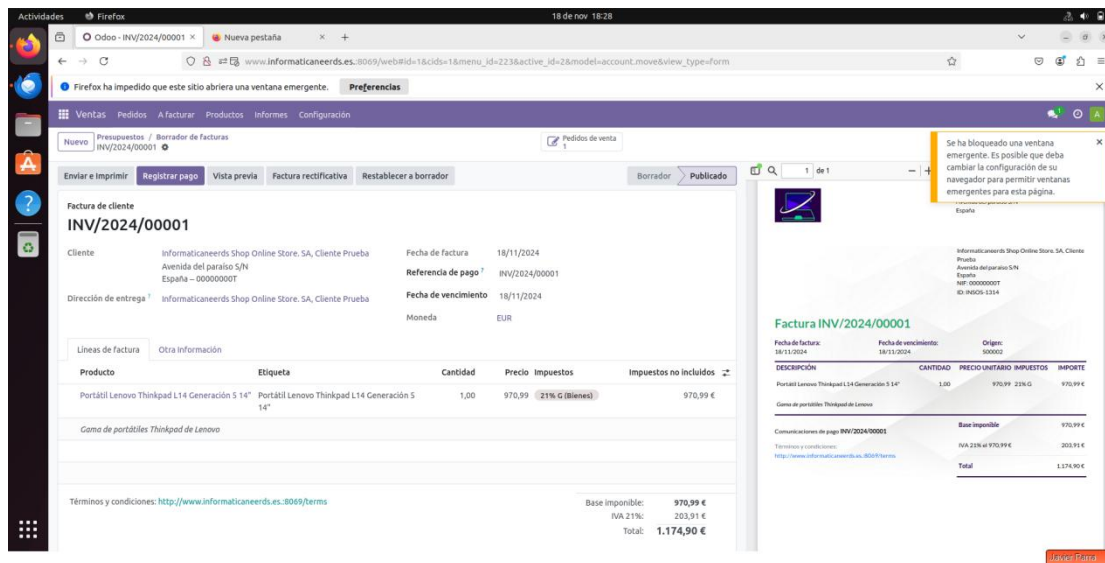 Actividades Firefox 18 de nov 18:28
Odoo - INV/2024/00001 × Nueva pestaña × +
www.informaticaneerds.es.:8069/web#id=1&cids=1&menu_id=223&active_id=2&model=account.move&view_type=form
Firefox ha impedido que este sitio abriera una ventana emergente. Preferencias
Ventas Pedidos A facturar Productos Informes Configuración 1 A
Nuevo Presupuestos / Borrador de facturas
INV/2024/00001
Pedidos de venta
1
Se ha bloqueado una ventana
emergente. Es posible que deba
cambiar la configuración de su
navegador para permitir ventanas
emergentes para esta página.
Enviar e imprimir Registrar pago Vista previa Factura rectificativa Restablecer a borrador Borrador Publicado
1 de 1 − +
Factura de cliente
INV/2024/00001
Cliente Informaticaneerds Shop Online Store. SA, Cliente Prueba
Avenida del paraíso S/N
España – 00000000T
Dirección de entrega ? Informaticaneerds Shop Online Store. SA, Cliente Prueba
Fecha de factura 18/11/2024
Referencia de pago ? INV/2024/00001
Fecha de vencimiento 18/11/2024
Moneda EUR
Líneas de factura Otra Información
Producto Etiqueta Cantidad Precio Impuestos Impuestos no incluidos
Portátil Lenovo Thinkpad L14 Generación 5 14" Portátil Lenovo Thinkpad L14 Generación 5
14" 1,00 970,99 21% G (Bienes) 970,99 €
Gama de portátiles Thinkpad de Lenovo
Términos y condiciones: http://www.informaticaneerds.es.:8069/terms
Base imponible: 970,99 €
IVA 21%: 203,91 €
Total: 1.174,90 €
España
Informaticaneerds Shop Online Store. SA, Cliente
Prueba
Avenida del paraiso S/N
España
NIF: 00000000T
ID: INSOS-1314
Factura INV/2024/00001
Fecha de factura: Fecha de vencimiento: Origen:
18/11/2024 18/11/2024 S00002
DESCRIPCIÓN CANTIDAD PRECIO UNITARIO IMPUESTOS IMPORTE
Portátil Lenovo Thinkpad L14 Generación 5 14" 1,00 970,99 21% G 970,99 €
Gama de portátiles Thinkpad de Lenovo
Comunicaciones de pago INV/2024/00001
Términos y condiciones:
http://www.informaticaneerds.es.:8069/terms
Base imponible 970,99 €
IVA 21% el 970,99 € 203,91 €
Total 1.174,90 €
Javier Parra